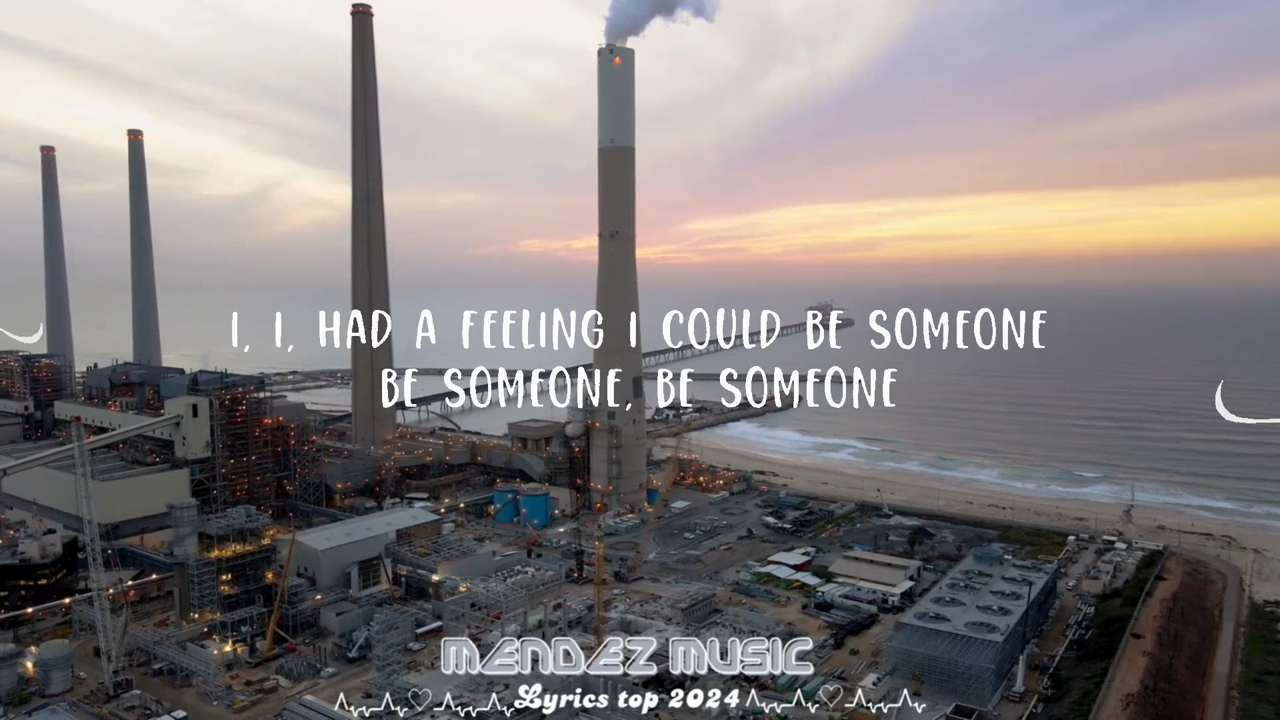 I, I, HAD A FEELING I COULD BE SOMEONE
BE SOMEONE, BE SOMEONE
MENDEZ MUSIC
Lyrics top 2024